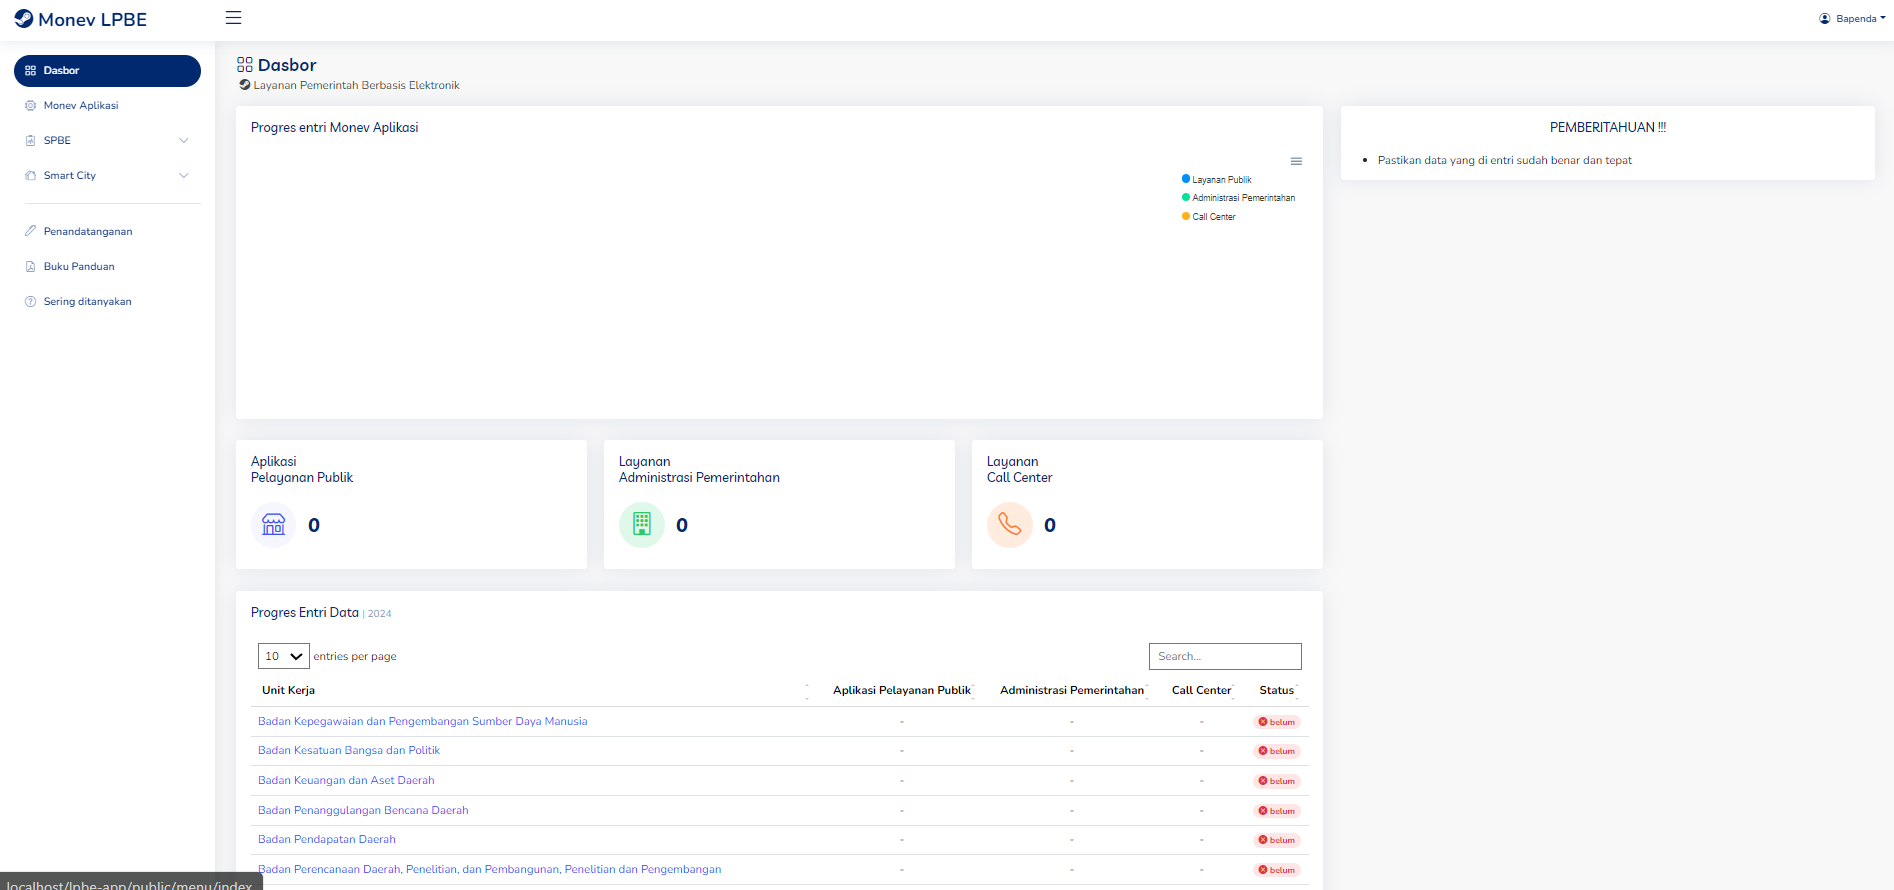 Monev LPBE
Bapenda
Dasbor
Monev Aplikasi
SPBE
Smart City
Penandatanganan
Buku Panduan
Sering ditanyakan
Dasbor
Layanan Pemerintah Berbasis Elektronik
Progres entri Monev Aplikasi
Layanan Publik
Administrasi Pemerintahan
Call Center
PEMBERITAHUAN !!!
• Pastikan data yang di entri sudah benar dan tepat
Aplikasi
Pelayanan Publik
0
Layanan
Administrasi Pemerintahan
0
Layanan
Call Center
0
Progres Entri Data | 2024
10 entries per page
Search...
Unit Kerja Aplikasi Pelayanan Publik Administrasi Pemerintahan Call Center Status
Badan Kepegawaian dan Pengembangan Sumber Daya Manusia - - - belum
Badan Kesatuan Bangsa dan Politik - - - belum
Badan Keuangan dan Aset Daerah - - - belum
Badan Penanggulangan Bencana Daerah - - - belum
Badan Pendapatan Daerah - - - belum
Badan Perencanaan Daerah, Penelitian, dan Pembangunan, Penelitian dan Pengembangan - - - belum
localhost/lpbe-app/public/menu/index